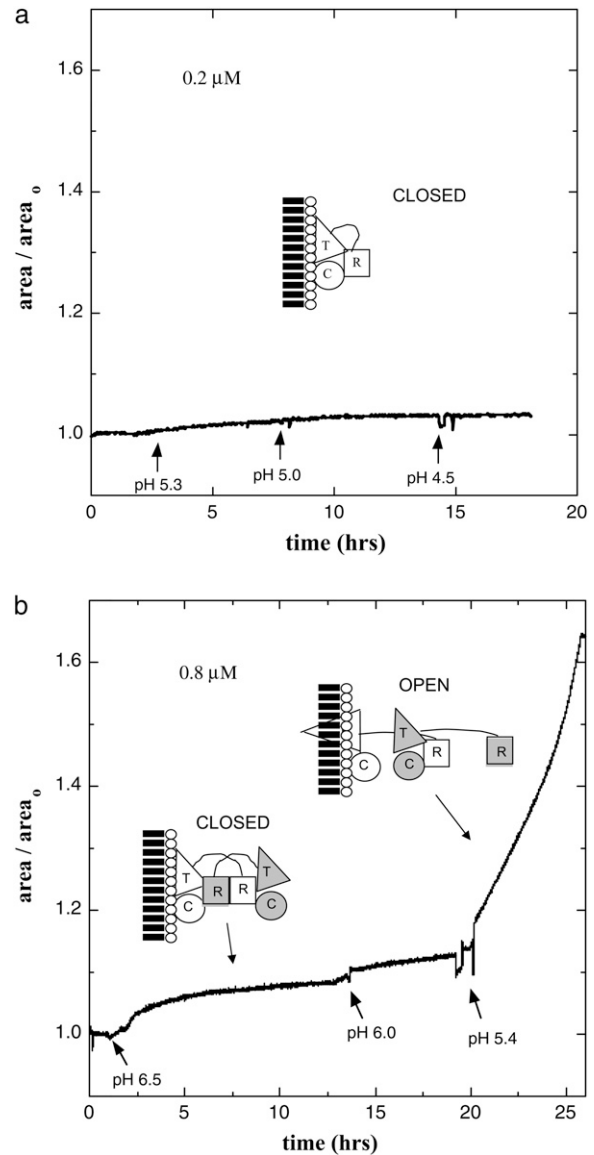 a
1.6
0.2 µM
1.4
CLOSED
T
R
C
1.2
1.0
area / area o
pH 5.3
pH 5.0
pH 4.5
0 5 10 15 20
time (hrs)
b
1.6
0.8 µM
OPEN
T
C R R
C
1.4
CLOSED
T T
R R
C C
1.2
1.0
area / area o
pH 6.5
pH 6.0
pH 5.4
0 5 10 15 20 25
time (hrs)